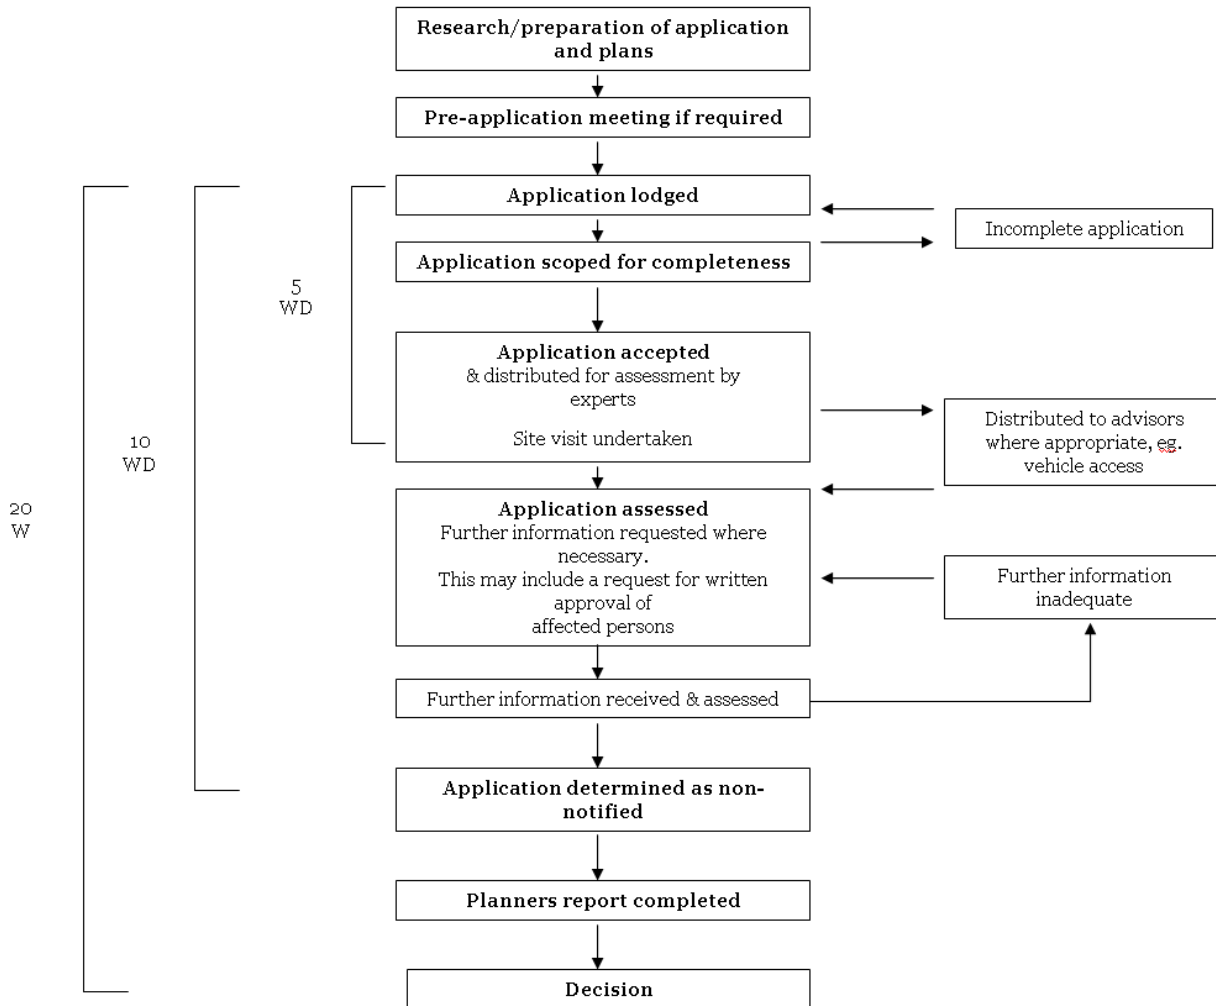 Research/preparation of application
and plans
Pre-application meeting if required
Application lodged
Incomplete application
Application scoped for completeness
5
WD
Application accepted
& distributed for assessment by
experts
Site visit undertaken
Distributed to advisors
where appropriate, eg.
vehicle access
10
WD
20
W
Application assessed
Further information requested where
necessary.
This may include a request for written
approval of
affected persons
Further information
inadequate
Further information received & assessed
Application determined as non-
notified
Planners report completed
Decision